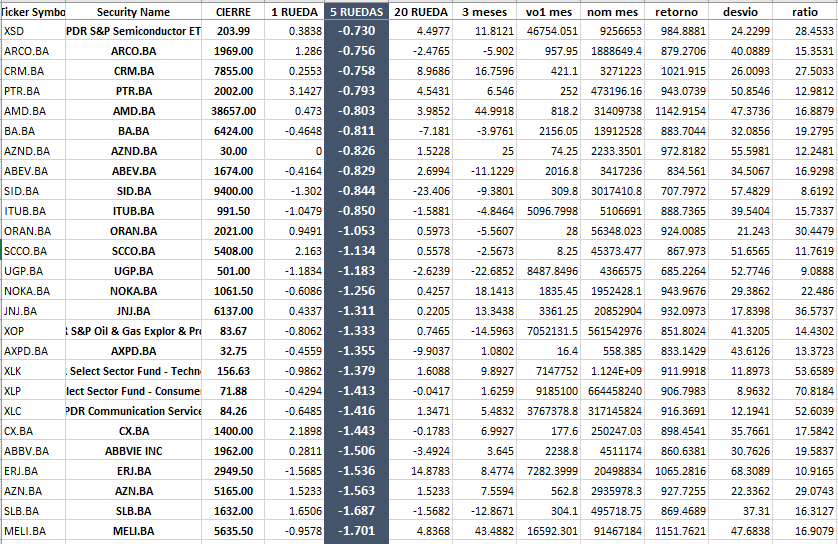 Ticker Symbo Security Name CIERRE 1 RUEDA 5 RUEDAS 20 RUEDA 3 meses vo1 mes nom mes retorno desvio ratio
XSD PDR S&P Semiconductor ET 203.99 0.3838 -0.730 4.4977 11.8121 46754.051 9256653 984.8881 24.2299 28.4533
ARCO.BA ARCO.BA 1969.00 1.286 -0.756 -2.4765 -5.902 957.95 1888649.4 879.2706 40.0889 15.3531
CRM.BA CRM.BA 7855.00 0.2553 -0.758 8.9686 16.7596 421.1 3271223 1021.915 26.0093 27.5033
PTR.BA PTR.BA 2002.00 3.1427 -0.793 4.5431 6.546 252 473196.16 943.0739 50.8546 12.9812
AMD.BA AMD.BA 38657.00 0.473 -0.803 3.9852 44.9918 818.2 31409738 1142.9154 47.3736 16.8879
BA.BA BA.BA 6424.00 -0.4648 -0.811 -7.181 -3.9761 2156.05 13912528 883.7044 32.0856 19.2795
AZND.BA AZND.BA 30.00 0 -0.826 1.5228 25 74.25 2233.3501 972.8182 55.5981 12.2481
ABEV.BA ABEV.BA 1674.00 -0.4164 -0.829 2.6994 -11.1229 2016.8 3417236 834.561 34.5067 16.9298
SID.BA SID.BA 9400.00 -1.302 -0.844 -23.406 -9.3801 309.8 3017410.8 707.7972 57.4829 8.6192
ITUB.BA ITUB.BA 991.50 -1.0479 -0.850 -1.5881 -4.8464 5096.7998 5106691 888.7365 39.5404 15.7337
ORAN.BA ORAN.BA 2021.00 0.9491 -1.053 0.5973 -5.5607 28 56348.023 924.0085 21.243 30.4479
SCCO.BA SCCO.BA 5408.00 2.163 -1.134 0.5578 -2.5673 8.25 45373.477 867.973 51.6565 11.7619
UGP.BA UGP.BA 501.00 -1.1834 -1.183 -2.6239 -22.6852 8487.8496 4366575 685.2264 52.7746 9.0888
NOKA.BA NOKA.BA 1061.50 -0.6086 -1.256 0.4257 18.1413 1835.45 1952428.1 943.9676 29.3862 22.486
JNJ.BA JNJ.BA 6137.00 0.4337 -1.311 0.2205 13.3438 3361.25 20852904 932.0973 17.8398 36.5737
XOP R S&P Oil & Gas Explor & Pr 83.67 -0.8062 -1.333 0.7465 -14.5963 7052131.5 561542976 851.8024 41.3205 14.4302
AXPD.BA AXPD.BA 32.75 -0.4559 -1.355 -9.9037 1.0802 16.4 558.385 833.1429 43.6126 13.3723
XLK : Select Sector Fund - Techn 156.63 -0.9862 -1.379 1.6088 9.8927 7147752 1.124E+09 911.9918 11.8973 53.6589
XLP lect Sector Fund - Consume 71.88 -0.4294 -1.413 -0.0417 1.6259 9185100 664458240 906.7983 8.9632 70.8184
XLC PDR Communication Service 84.26 -0.6485 -1.416 1.3471 5.4832 3767378.8 317145824 916.3691 12.1941 52.6039
CX.BA CX.BA 1400.00 2.1898 -1.443 -0.1783 6.9927 177.6 250247.03 898.4541 35.7661 17.5842
ABBV.BA ABBVIE INC 1962.00 0.2811 -1.506 -3.4924 3.645 2238.8 4511174 860.6381 30.7626 19.5837
ERJ.BA ERJ.BA 2949.50 -1.5685 -1.536 14.8783 8.4774 7282.3999 20498834 1065.2816 68.3089 10.9165
AZN.BA AZN.BA 5165.00 1.5233 -1.563 1.5233 7.5594 562.8 2935978.3 927.7255 22.3362 29.0743
SLB.BA SLB.BA 1632.00 1.6506 -1.687 -1.5682 -12.8671 304.1 495718.75 869.4689 37.31 16.3127
MELI.BA MELI.BA 5635.50 -0.9578 -1.701 4.8368 43.4882 16592.301 91467184 1151.7621 47.6838 16.9079